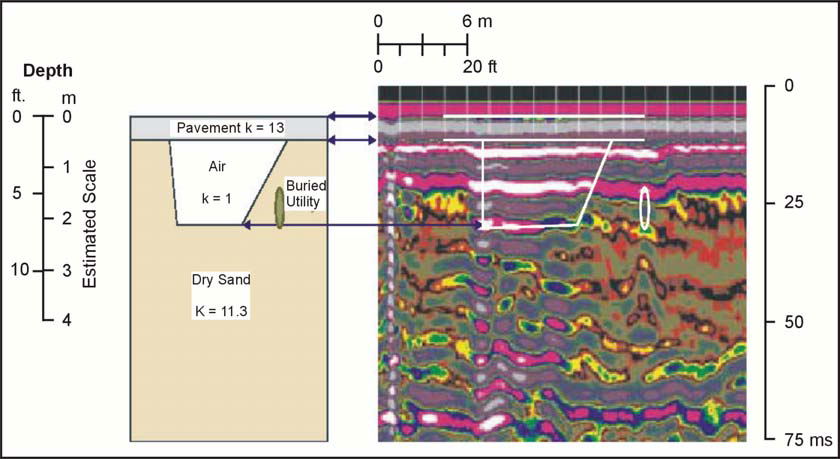 0 6 m
0 20 ft
Depth
ft. m
0 0
1
5
2
10 3
4
Estimated Scale
Pavement k = 13
Air
k = 1
Buried
Utility
Dry Sand
K = 11.3
0
25
50
75 ms